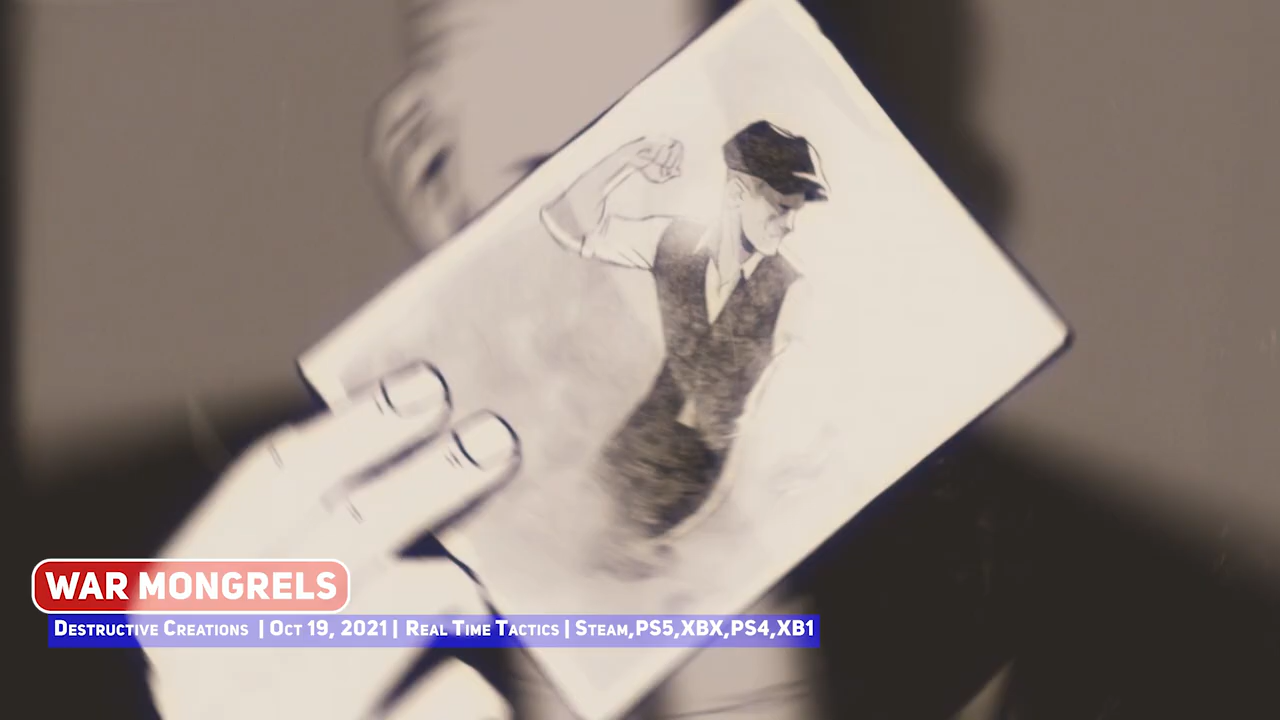 WAR MONGRELS
Destructive Creations | Oct 19, 2021 | Real Time Tactics | Steam,PS5,XBX,PS4,XB1